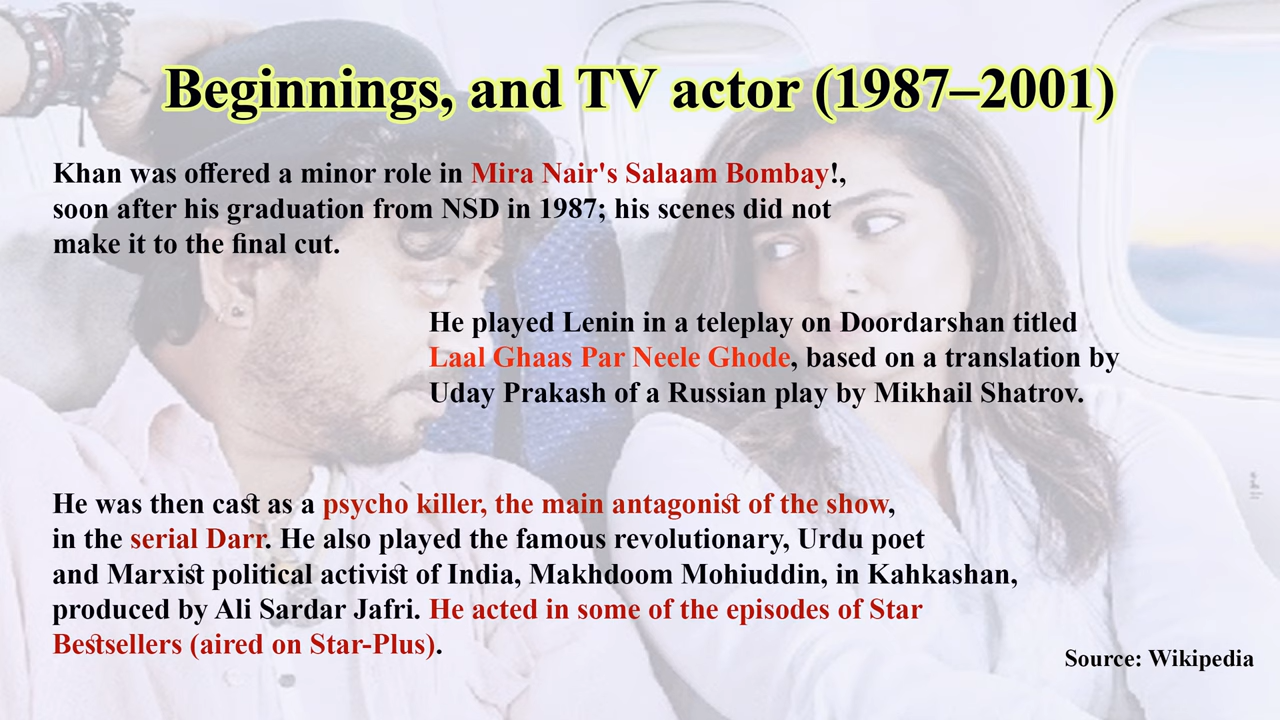 Beginnings, and TV actor (1987–2001)
Khan was offered a minor role in Mira Nair's Salaam Bombay!,
soon after his graduation from NSD in 1987; his scenes did not
make it to the final cut.
He played Lenin in a teleplay on Doordarshan titled
Laal Ghaas Par Neele Ghode, based on a translation by
Uday Prakash of a Russian play by Mikhail Shatrov.
He was then cast as a psycho killer, the main antagonist of the show,
in the serial Darr. He also played the famous revolutionary, Urdu poet
and Marxist political activist of India, Makhdoom Mohiuddin, in Kahkashan,
produced by Ali Sardar Jafri. He acted in some of the episodes of Star
Bestsellers (aired on Star-Plus).
Source: Wikipedia